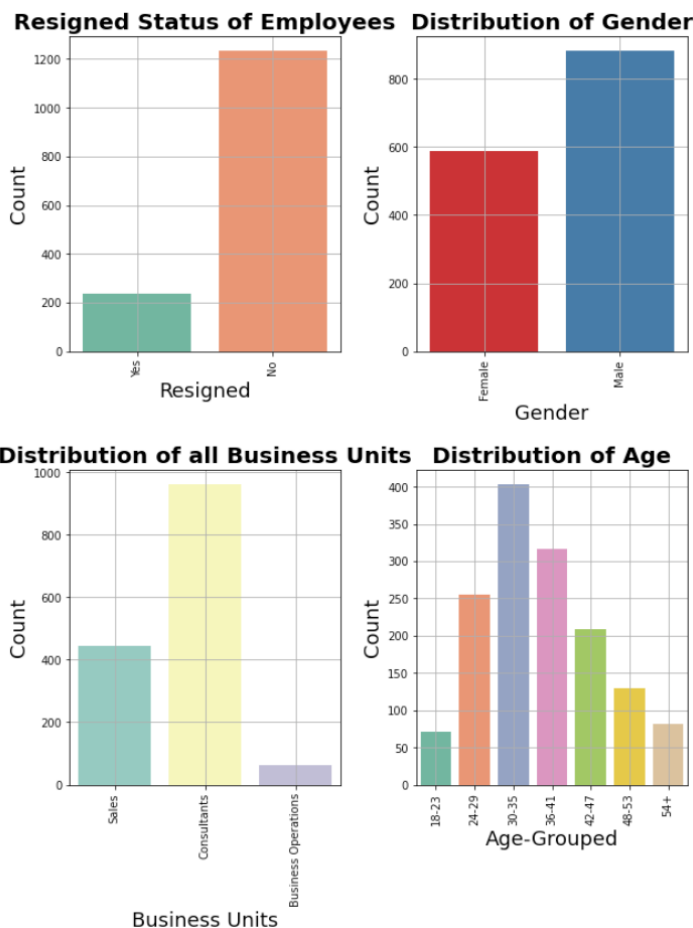 Resigned Status of Employees
1200
1000
800
600
400
200
0
Count
Yes
No
Resigned
Distribution of Gender
800
600
400
200
0
Count
Female
Male
Gender
Distribution of all Business Units
1000
800
600
400
200
0
Count
Sales
Consultants
Business Operations
Business Units
Distribution of Age
400
350
300
250
200
150
100
50
0
Count
18-23
24-29
30-35
36-41
42-47
48-53
54+
Age-Grouped